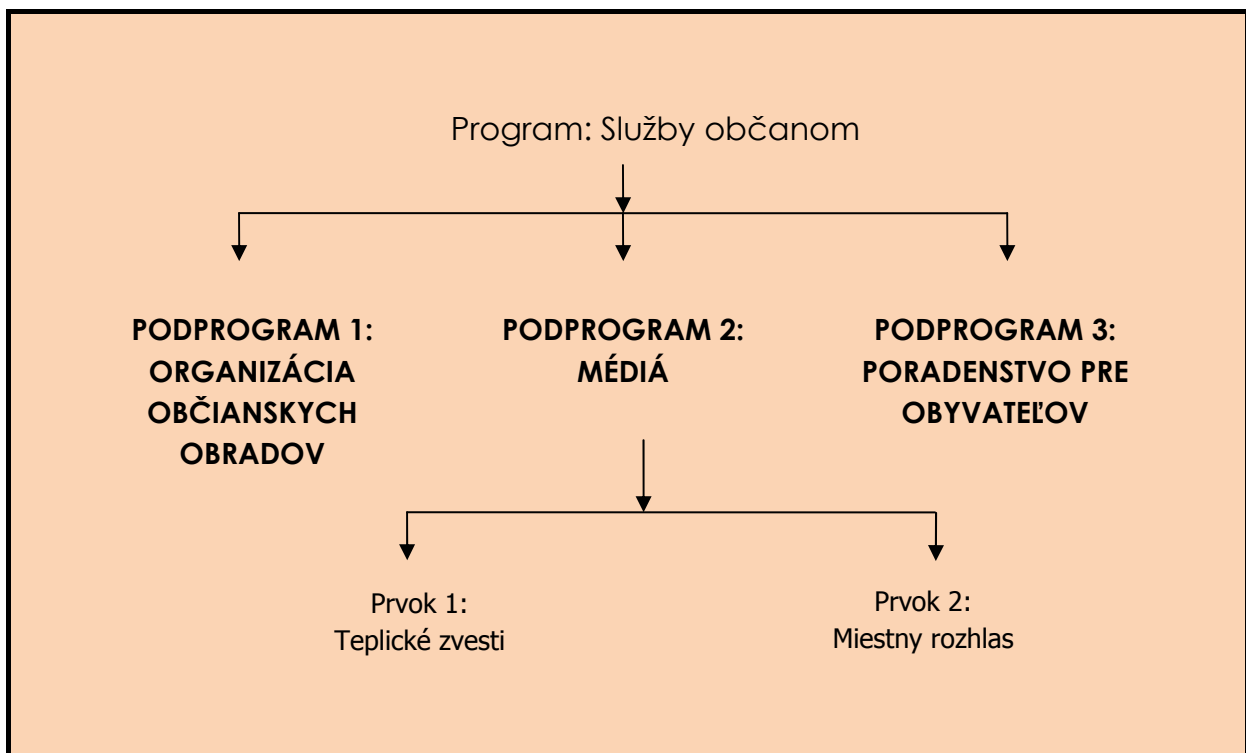 Program: Služby občanom
PODPROGRAM 1:
ORGANIZÁCIA
OBČIANSKYCH
OBRADOV
PODPROGRAM 2:
MÉDIÁ
PODPROGRAM 3:
PORADENSTVO PRE
OBYVATEĽOV
Prvok 1:
Teplické zvesti
Prvok 2:
Miestny rozhlas